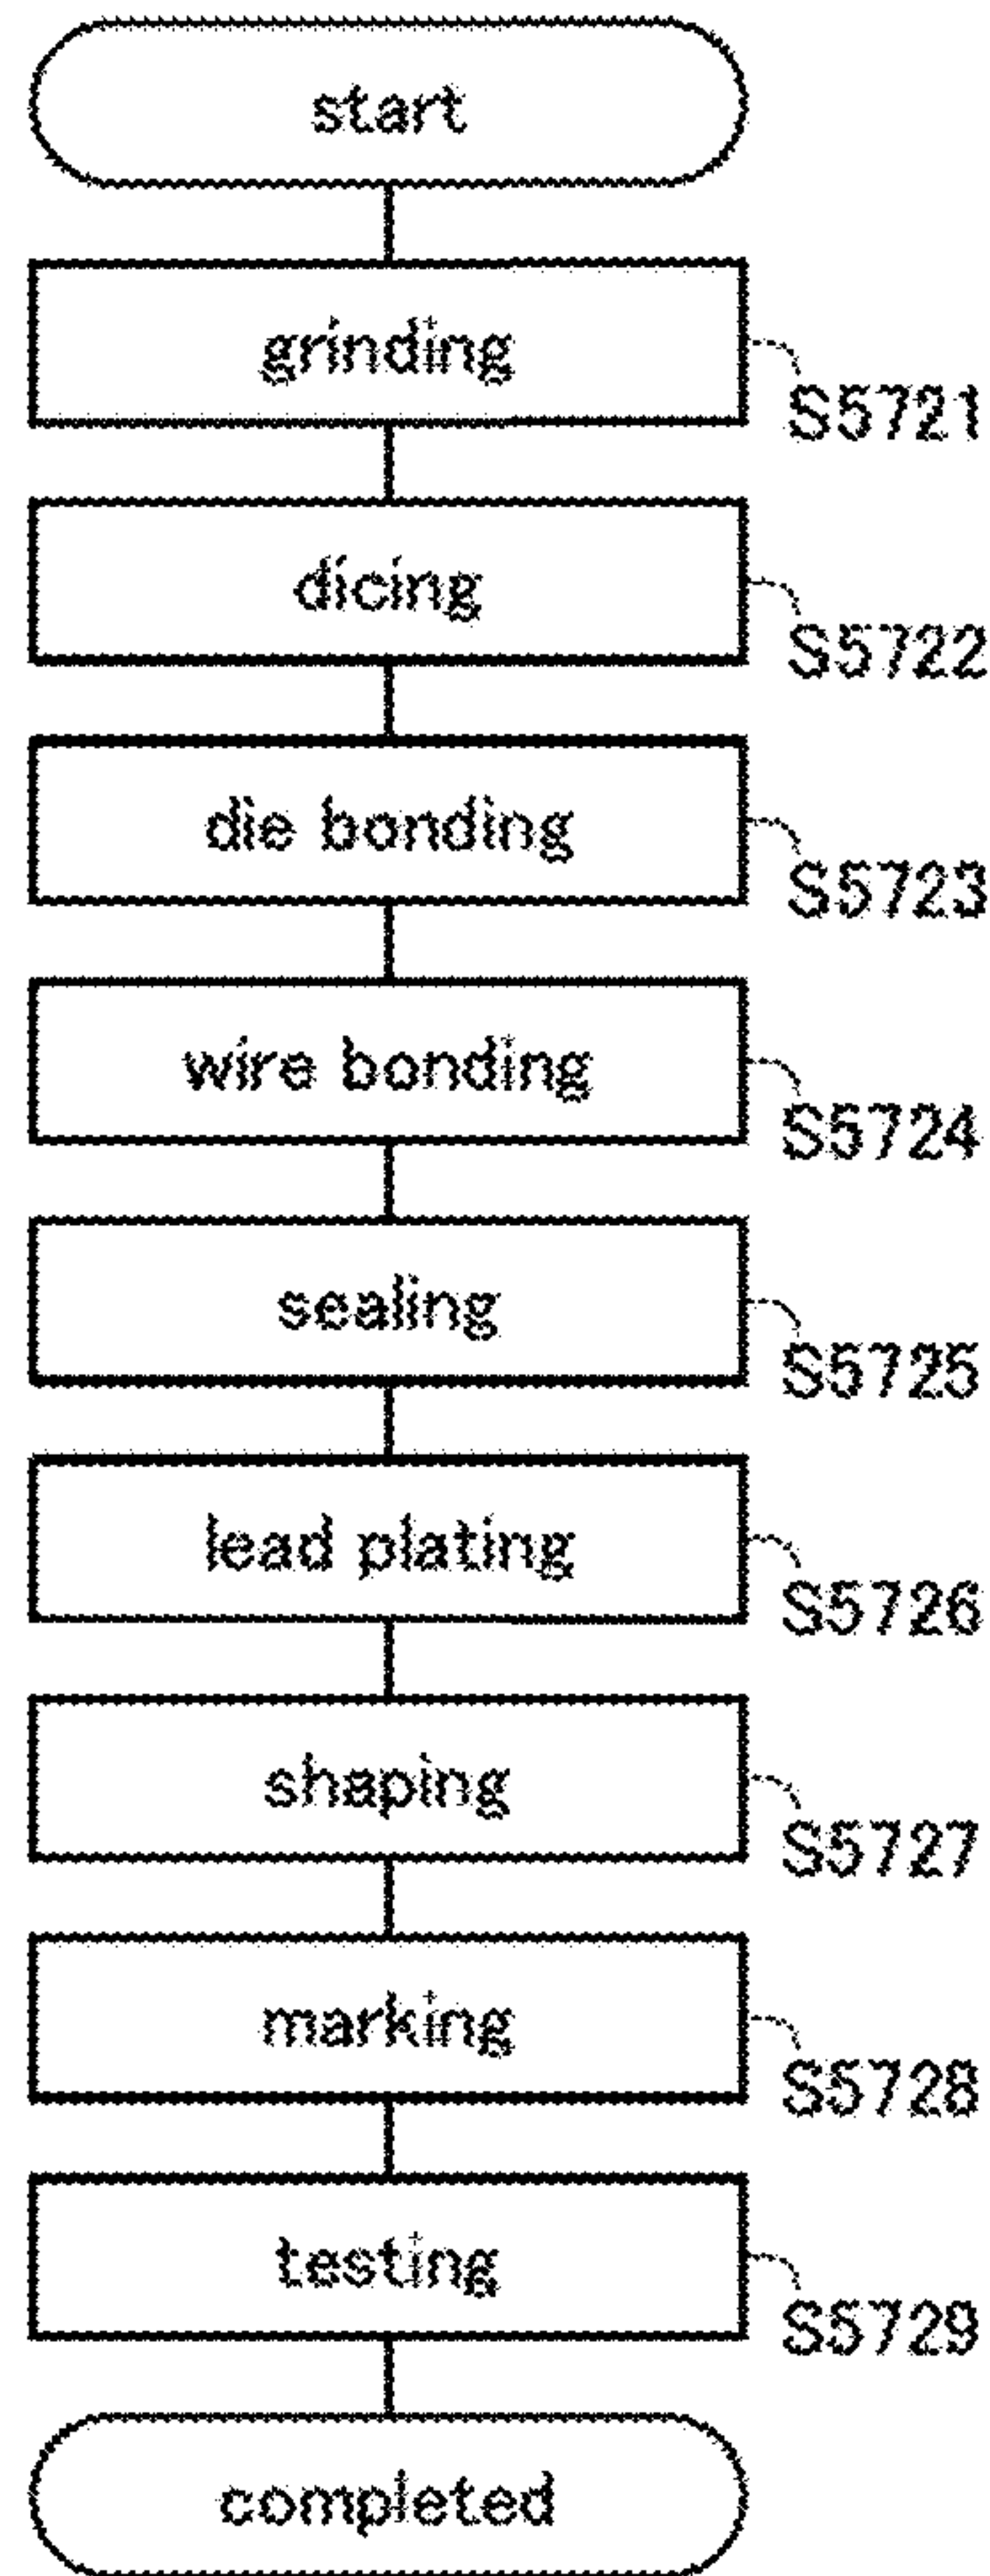 start
grinding
S5721
dicing
S5722
die bonding
S5723
wire bonding
S5724
sealing
S5725
lead plating
S5726
shaping
S5727
marking
S5728
testing
S5729
completed